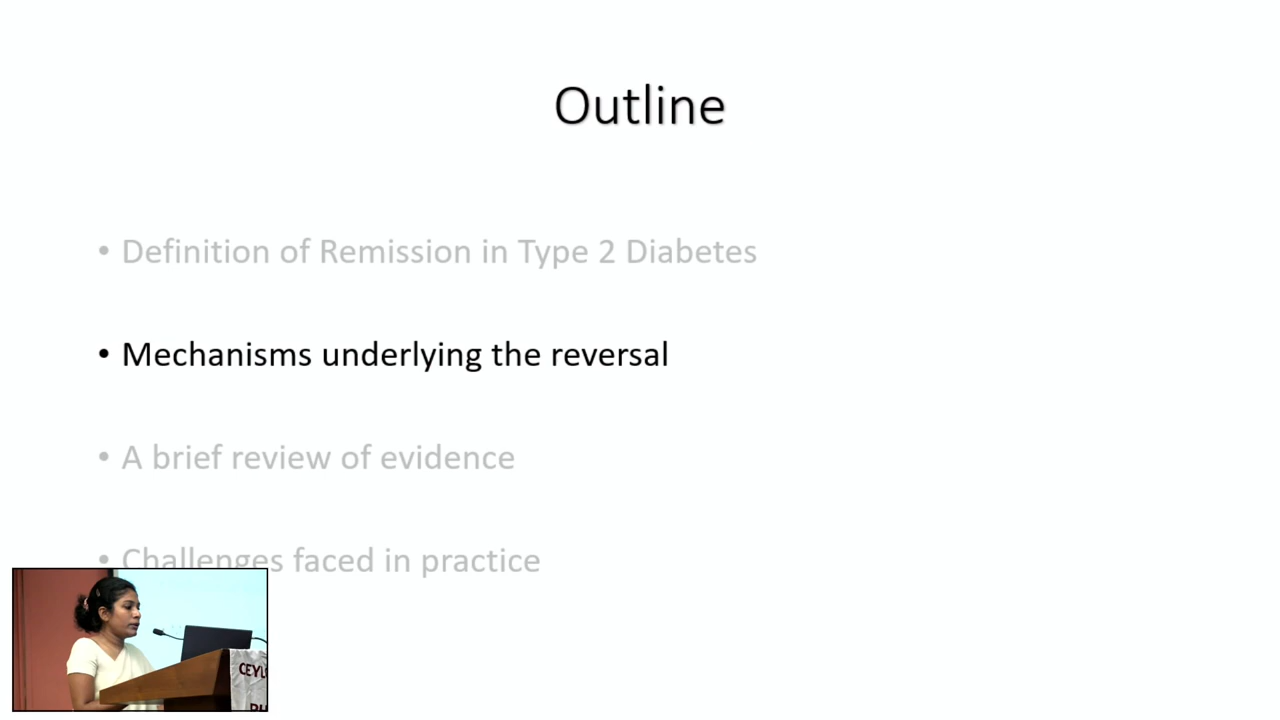 Outline
• Definition of Remission in Type 2 Diabetes
• Mechanisms underlying the reversal
• A brief review of evidence
• Challenges faced in practice